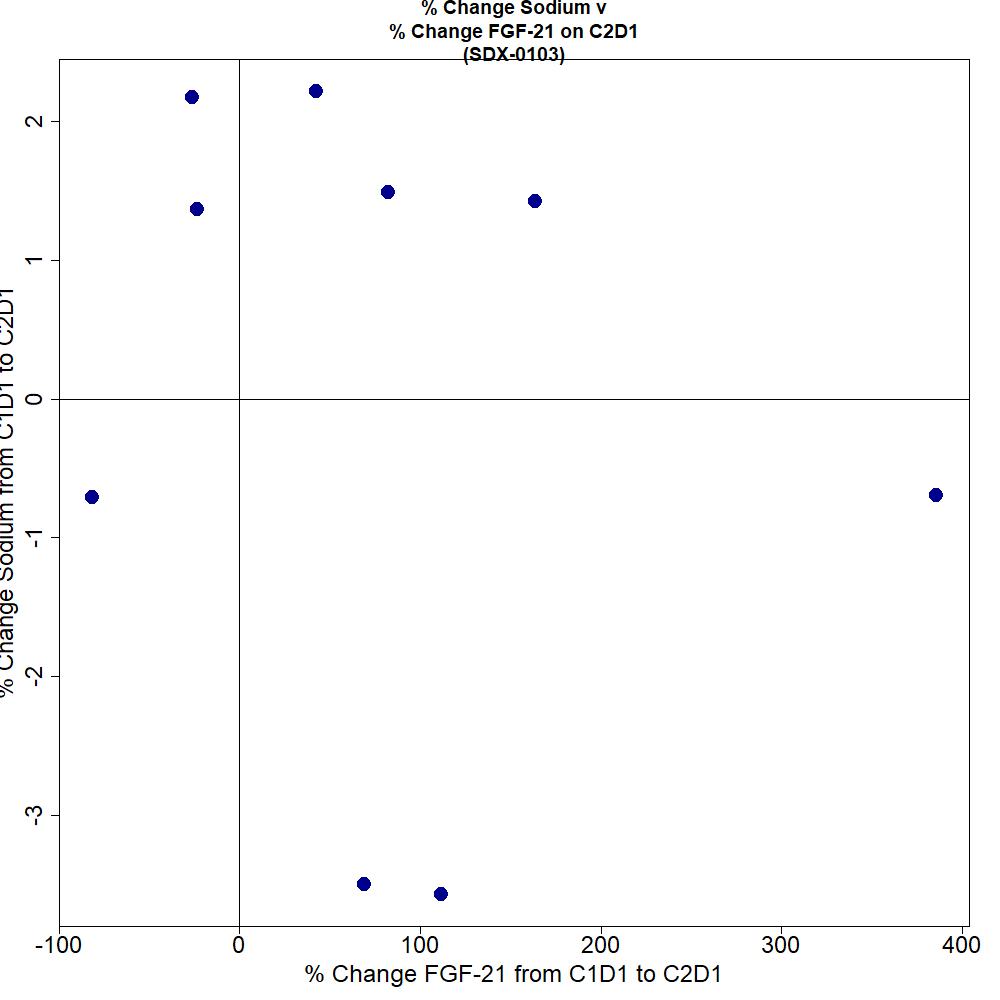 % Change Sodium v
% Change FGF-21 on C2D1
(SDX-0103)
% Change Sodium from C1D1 to C2D1
2
1
0
-1
-2
-3
-100
0
100
200
300
400
% Change FGF-21 from C1D1 to C2D1